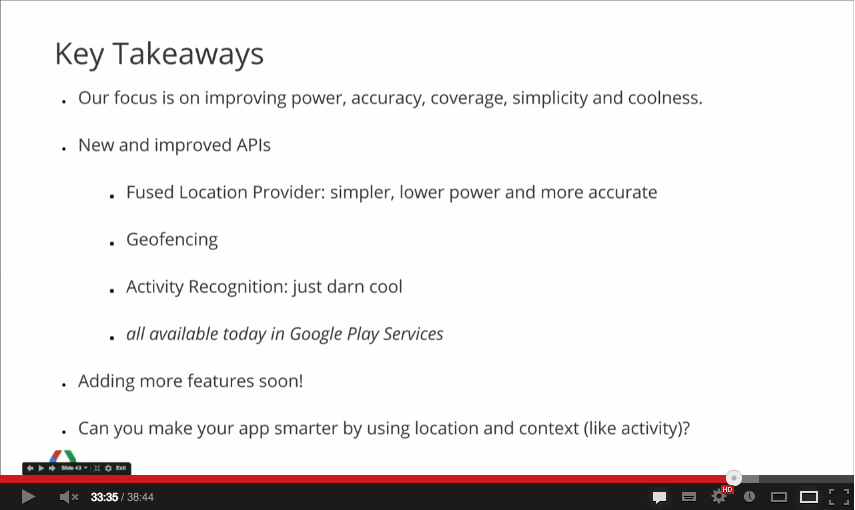 Key Takeaways
Our focus is on improving power, accuracy, coverage, simplicity and coolness.
New and improved APIs
Fused Location Provider: simpler, lower power and more accurate
Geofencing
Activity Recognition: just darn cool
all available today in Google Play Services
Adding more features soon!
Can you make your app smarter by using location and context (like activity)?
Slide 43 Exit
33:35 / 38:44 HD